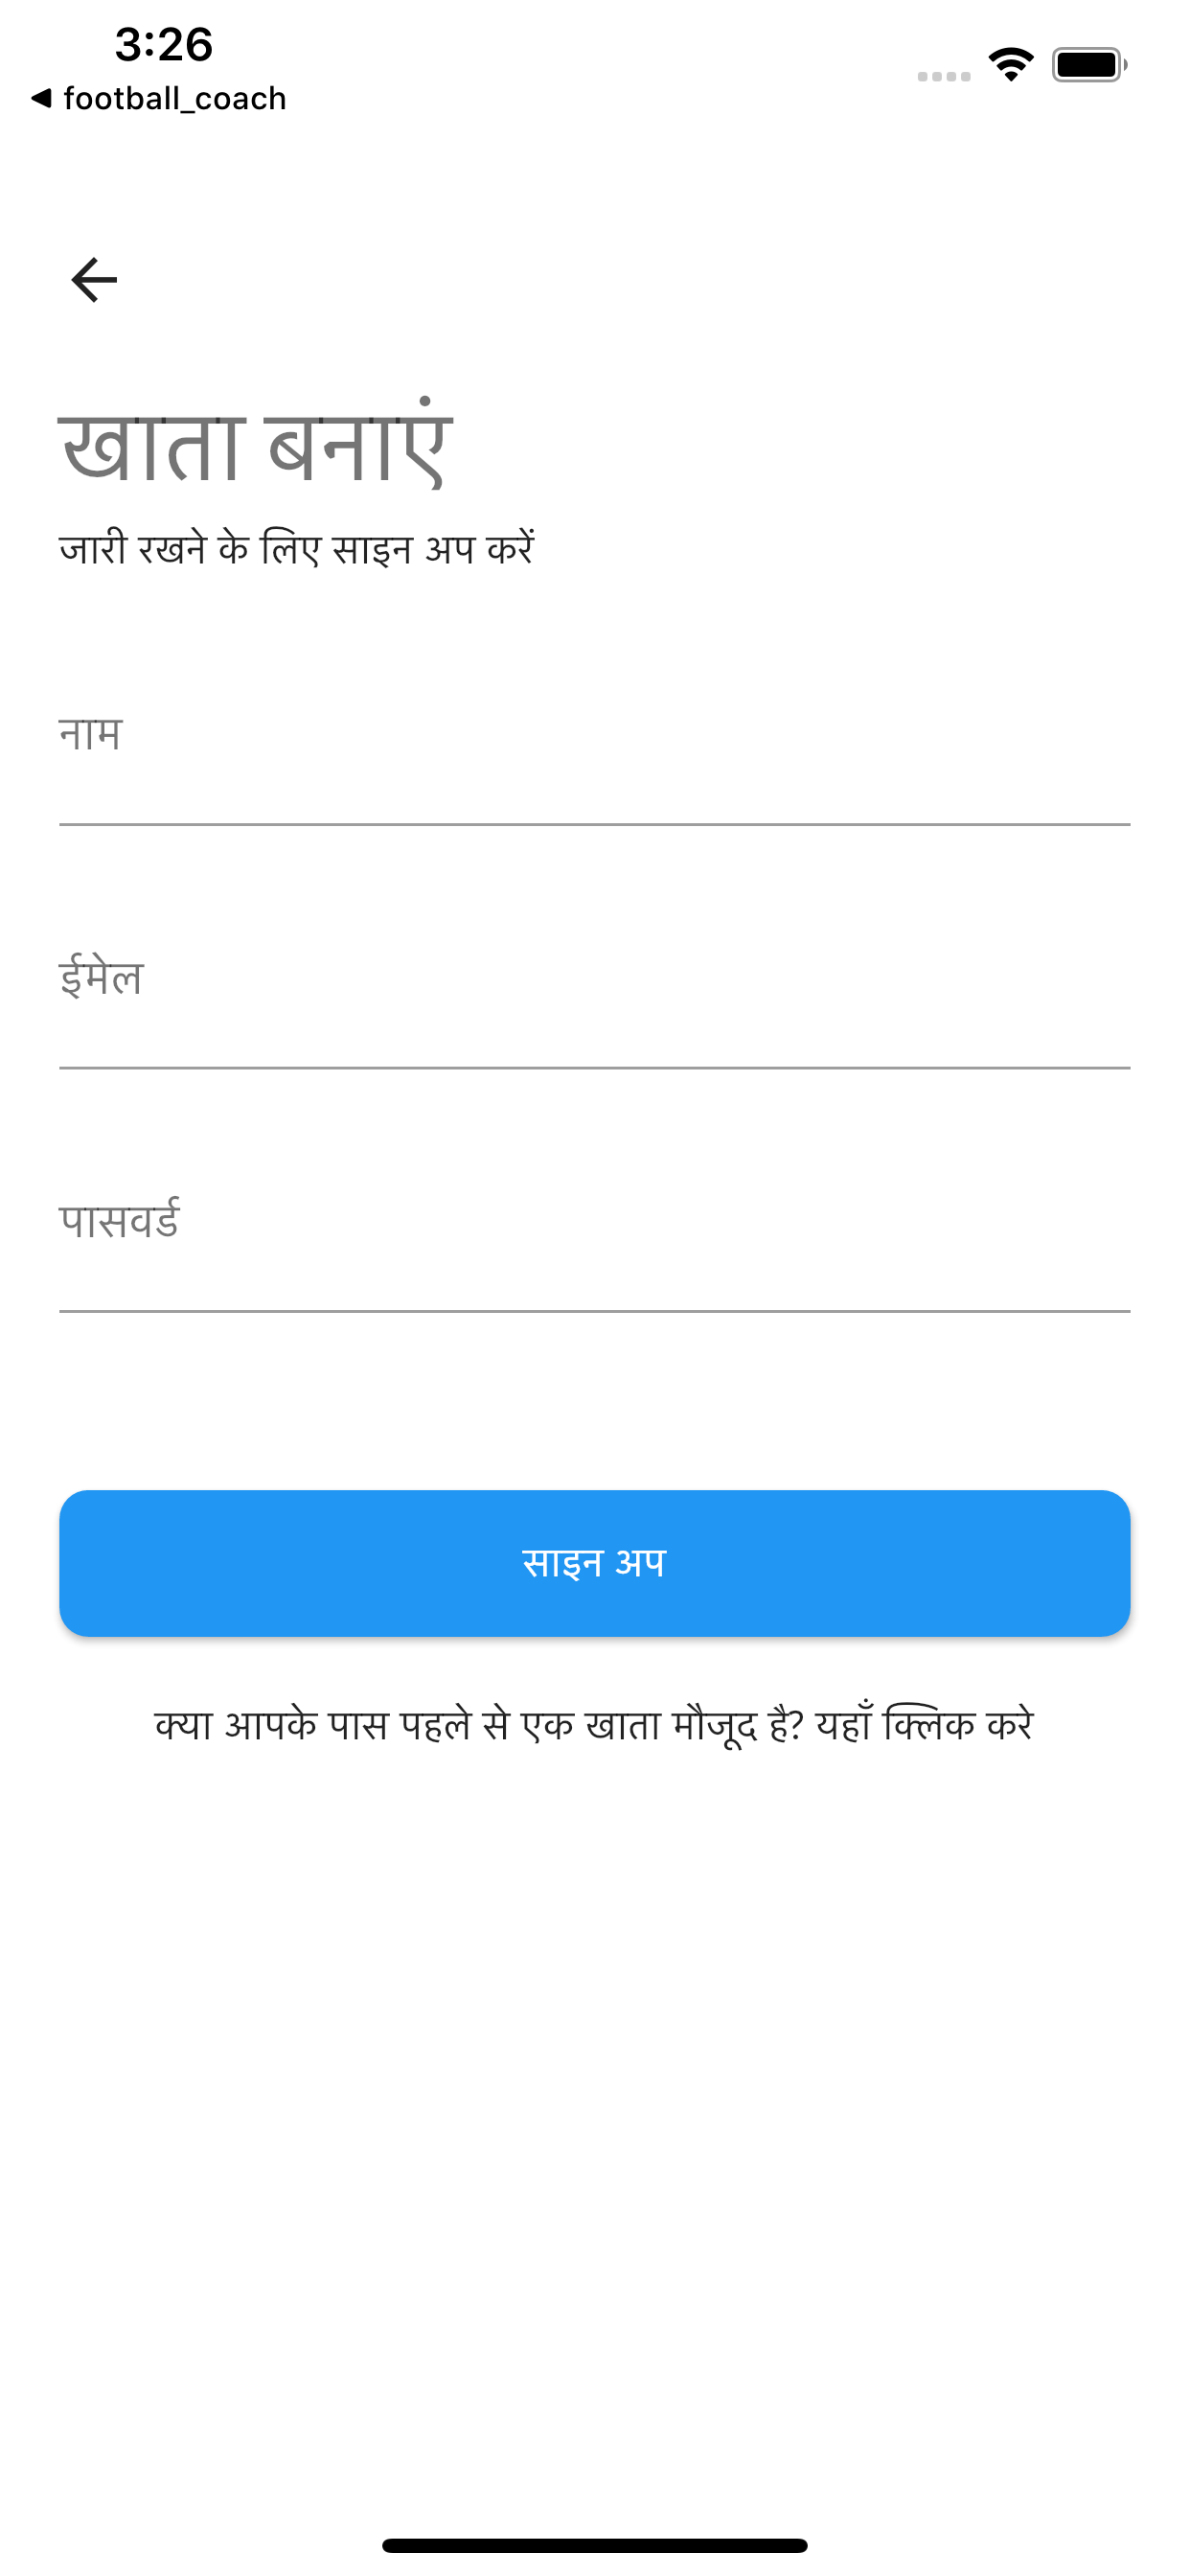 3:26
football_coach
खाता बनाएं
जारी रखने के लिए साइन अप करें
नाम
ईमेल
पासवर्ड
साइन अप
क्या आपके पास पहले से एक खाता मौजूद है? यहाँ क्लिक करे